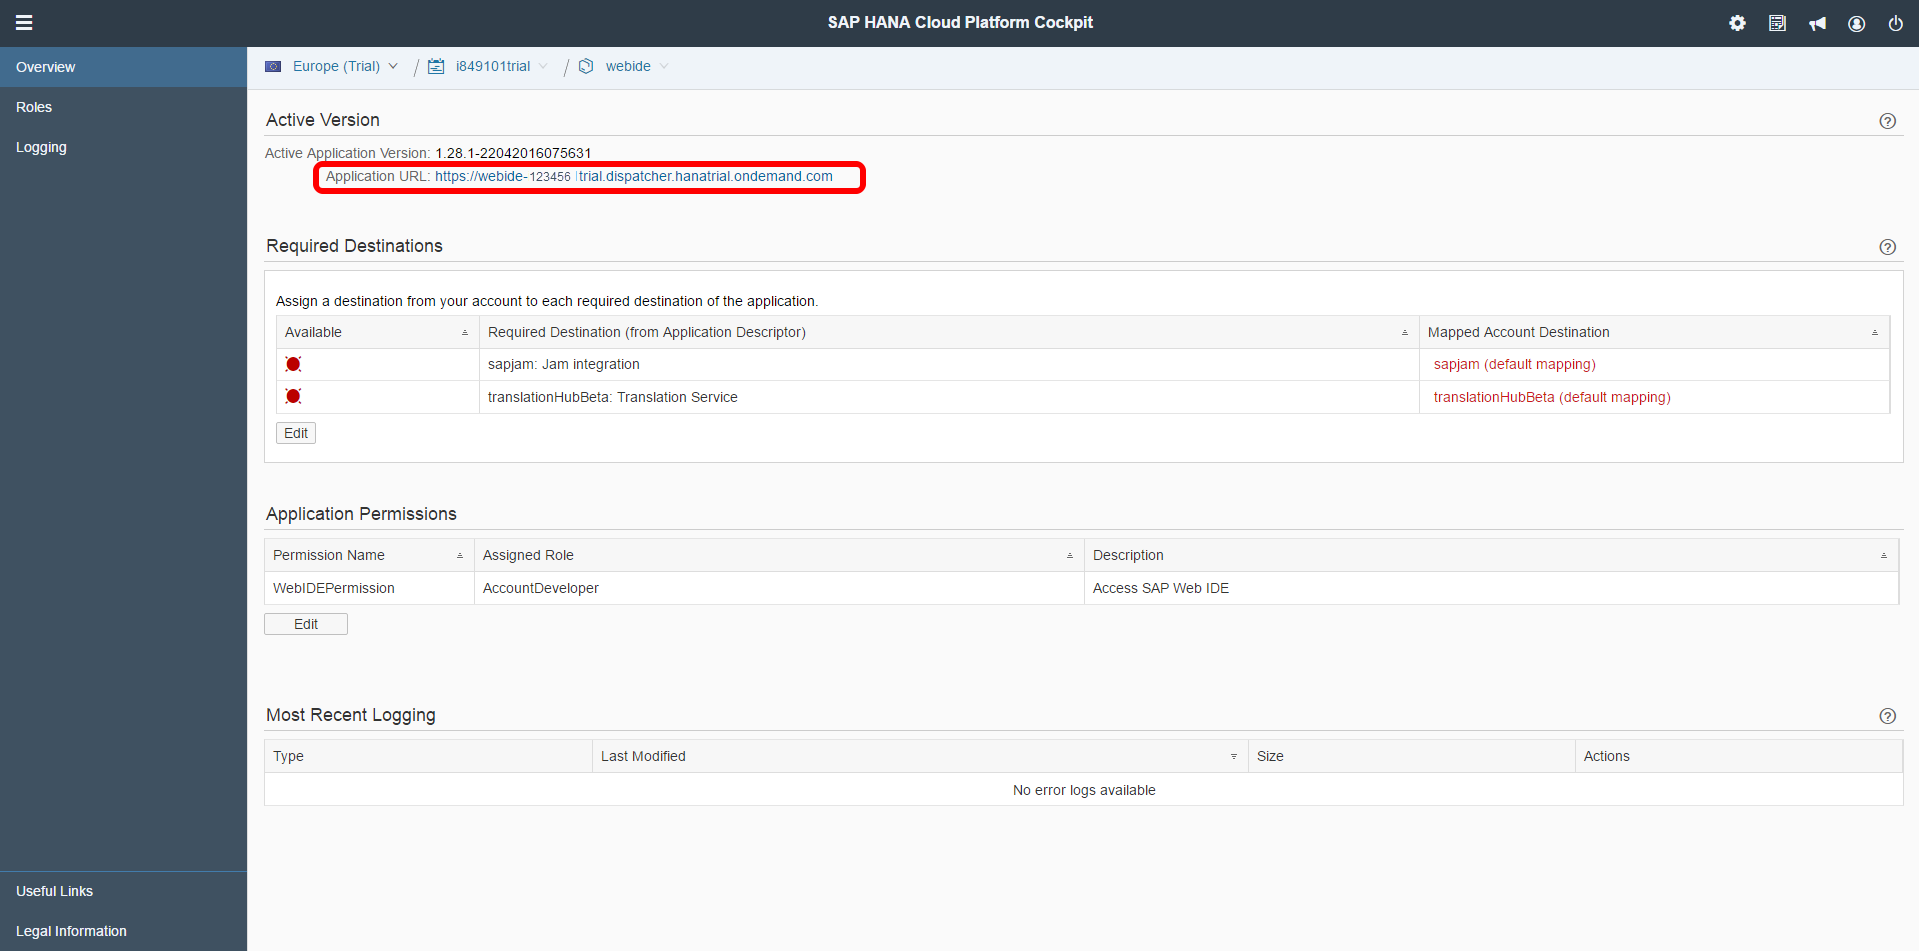 SAP HANA Cloud Platform Cockpit
Overview
Roles
Logging
Useful Links
Legal Information
Europe (Trial) / i849101trial / webide
Active Version
Active Application Version: 1.28.1-22042016075631
Application URL: https://webide-123456 trial.dispatcher.hanatrial.ondemand.com
Required Destinations
Assign a destination from your account to each required destination of the application.
Available Required Destination (from Application Descriptor) Mapped Account Destination
sapjam: Jam integration sapjam (default mapping)
translationHubBeta: Translation Service translationHubBeta (default mapping)
Edit
Application Permissions
Permission Name Assigned Role Description
WebIDEPermission AccountDeveloper Access SAP Web IDE
Edit
Most Recent Logging
Type Last Modified Size Actions
No error logs available